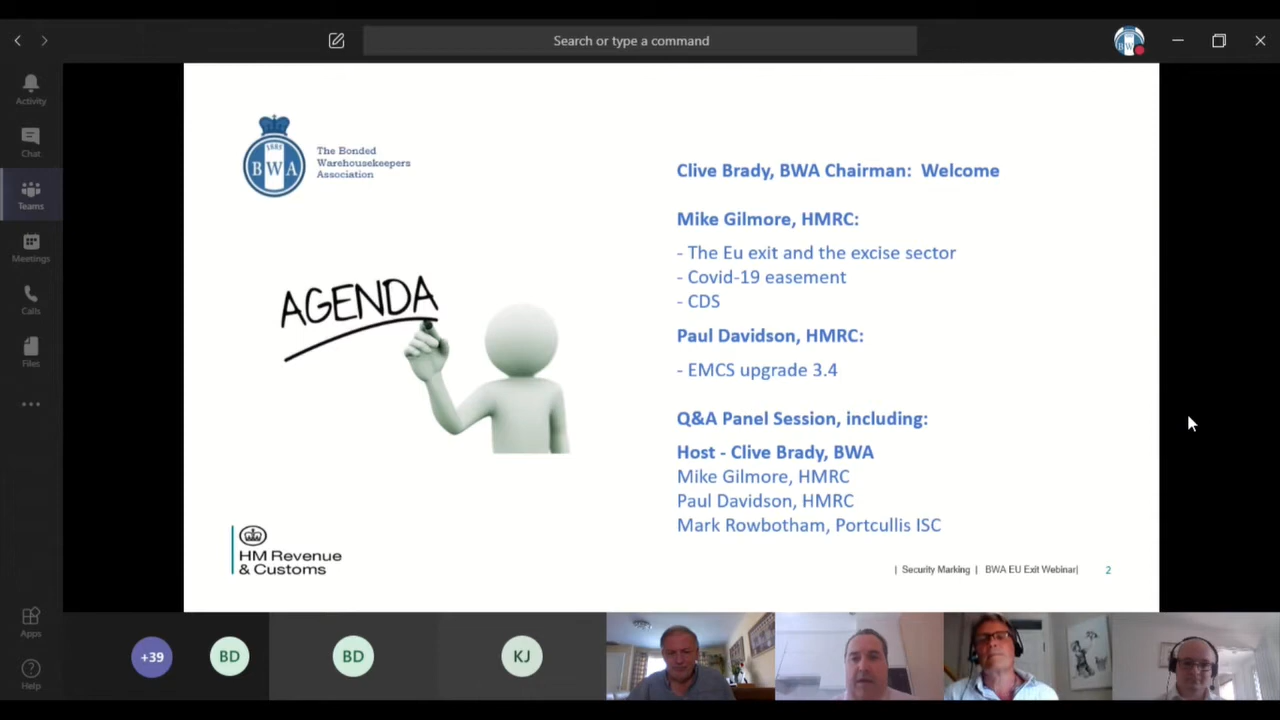 Search or type a command
BWA
Activity
Chat
Teams
Meetings
Calls
Files
Apps
Help
1885
BWA
The Bonded
Warehousekeepers
Association
AGENDA
HM Revenue
& Customs
Clive Brady, BWA Chairman: Welcome
Mike Gilmore, HMRC:
- The Eu exit and the excise sector
- Covid-19 easement
- CDS
Paul Davidson, HMRC:
- EMCS upgrade 3.4
Q&A Panel Session, including:
Host - Clive Brady, BWA
Mike Gilmore, HMRC
Paul Davidson, HMRC
Mark Rowbotham, Portcullis ISC
| Security Marking | BWA EU Exit Webinar| 2
+39
BD
BD
KJ